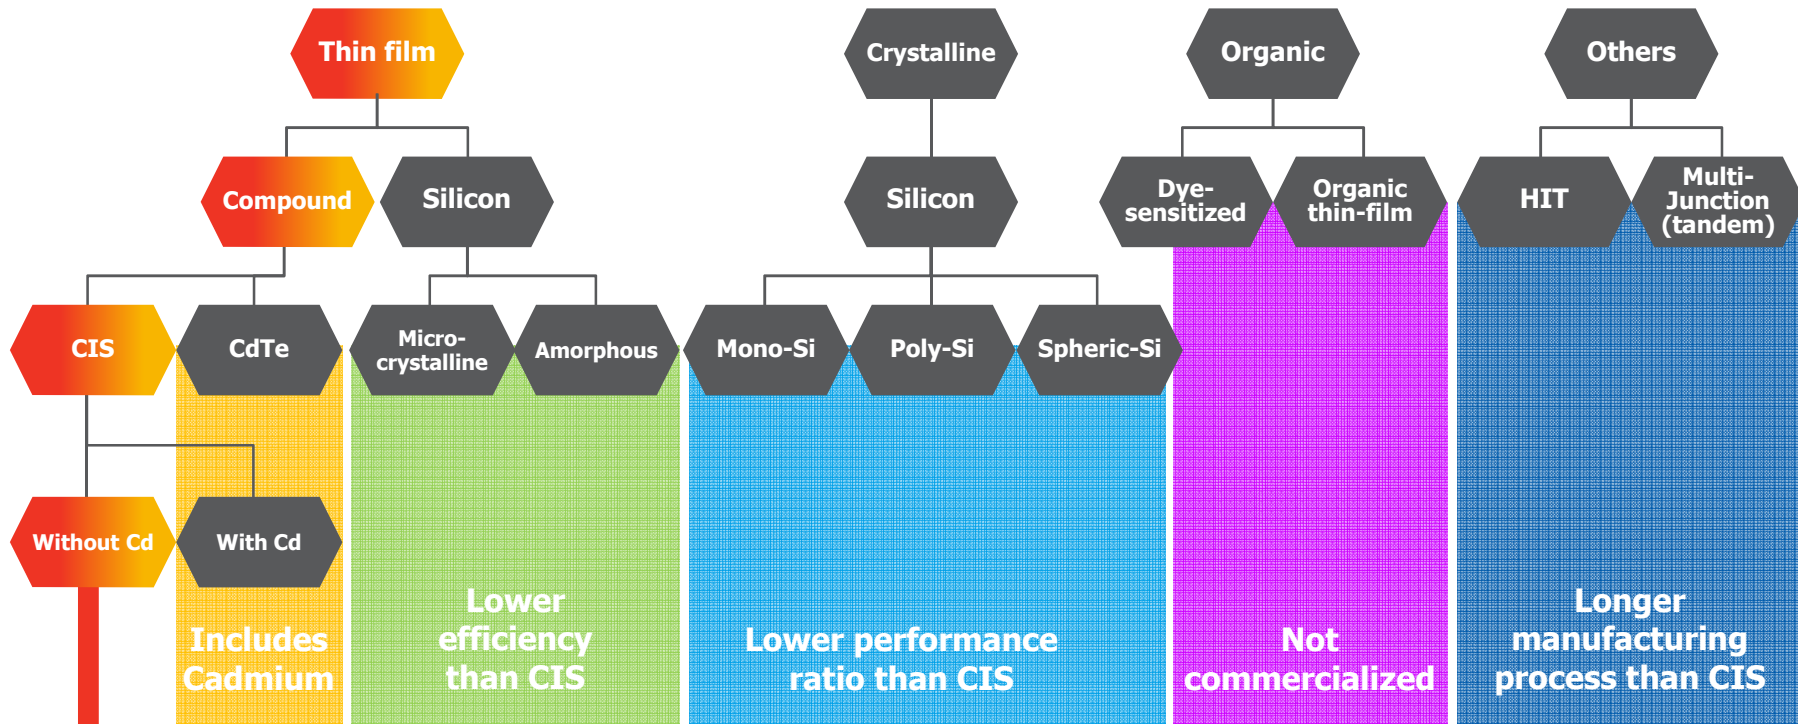 Thin film
Crystalline
Organic
Others
Compound
Silicon
Silicon
Dye-
sensitized
Organic
thin-film
HIT
Multi-
Junction
(tandem)
CIS
CdTe
Micro-
crystalline
Amorphous
Mono-Si
Poly-Si
Spheric-Si
Without Cd
With Cd
Includes
Cadmium
Lower
efficiency
than CIS
Lower performance
ratio than CIS
Not
commercialized
Longer
manufacturing
process than CIS